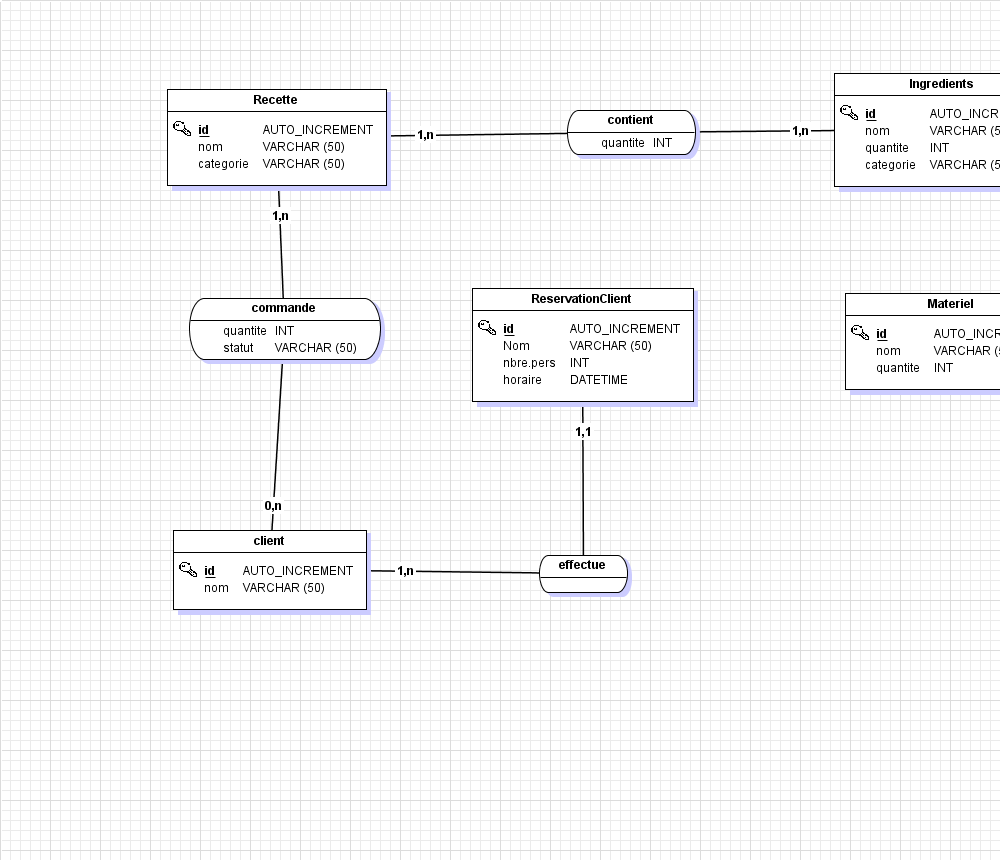 Recette
id AUTO_INCREMENT
nom VARCHAR (50)
categorie VARCHAR (50)
1,n
contient
quantite INT
1,n
Ingredients
id AUTO_INCR
nom VARCHAR (5
quantite INT
categorie VARCHAR (5
1,n
commande
quantite INT
statut VARCHAR (50)
0,n
ReservationClient
id AUTO_INCREMENT
Nom VARCHAR (50)
nbre.pers INT
horaire DATETIME
1,1
Materiel
id AUTO_INCR
nom VARCHAR (5
quantite INT
client
id AUTO_INCREMENT
nom VARCHAR (50)
1,n
effectue